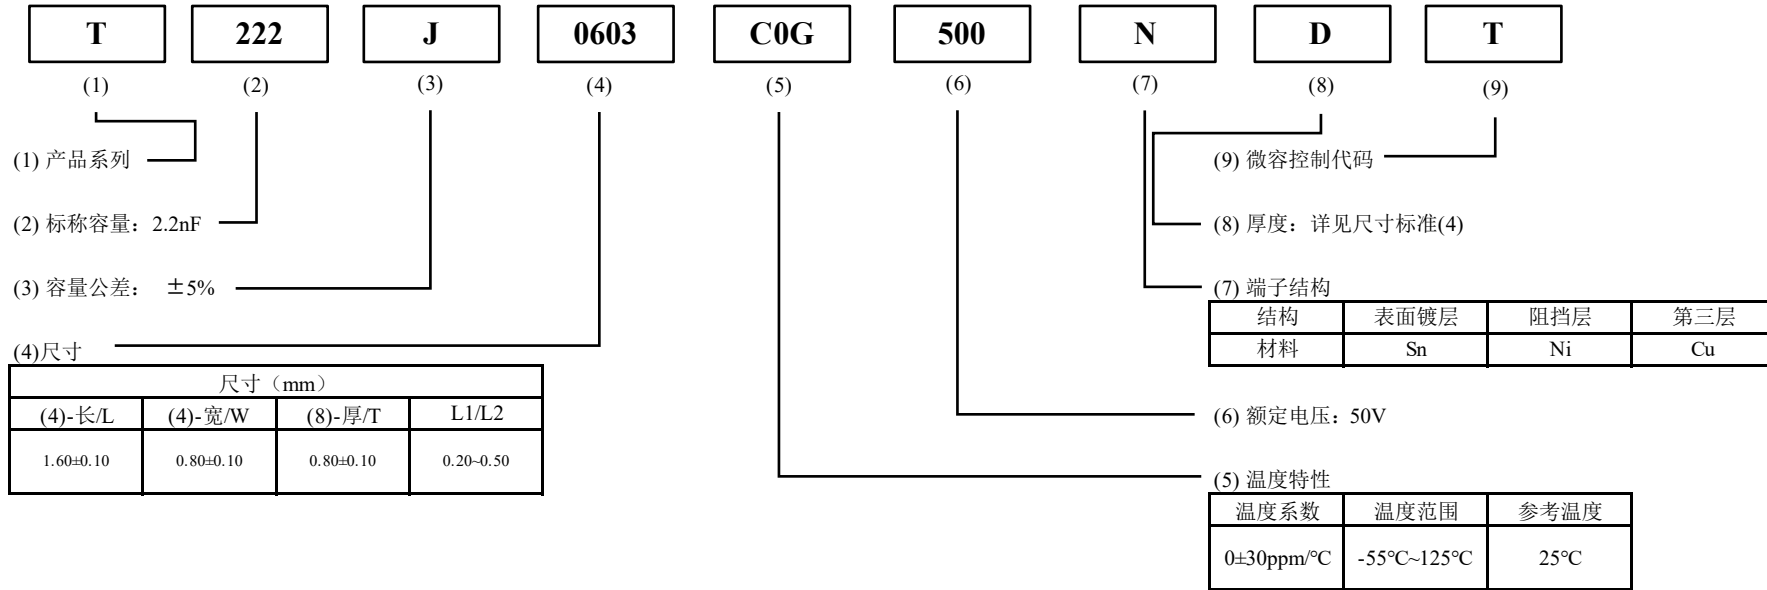 T 222 J 0603 C0G 500 N D T
(1) (2) (3) (4) (5) (6) (7) (8) (9)
(1) 产品系列
(2) 标称容量：2.2nF
(3) 容量公差： ±5%
(4)尺寸
尺寸（mm）
(4)-长/L (4)-宽/W (8)-厚/T L1/L2
1.60±0.10 0.80±0.10 0.80±0.10 0.20~0.50
(9) 微容控制代码
(8) 厚度：详见尺寸标准(4)
(7) 端子结构
结构 表面镀层 阻挡层 第三层
材料 Sn Ni Cu
(6) 额定电压：50V
(5) 温度特性
温度系数 温度范围 参考温度
0±30ppm/℃ -55℃~125℃ 25℃